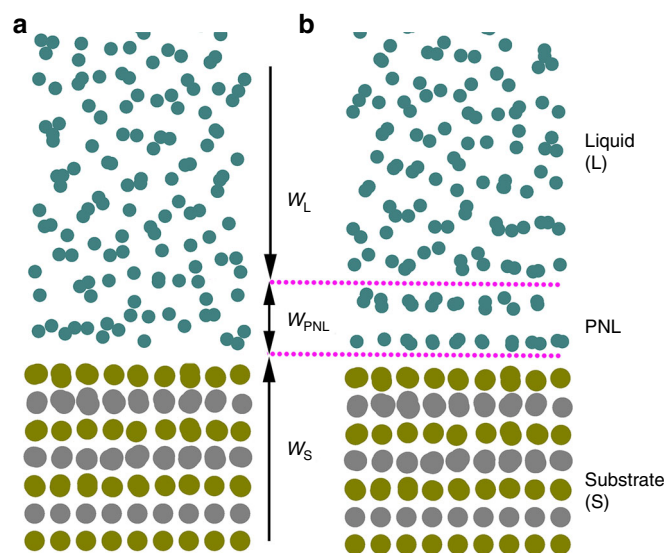 a
b
Liquid
(L)
W_L
W_PNL
PNL
W_S
Substrate
(S)